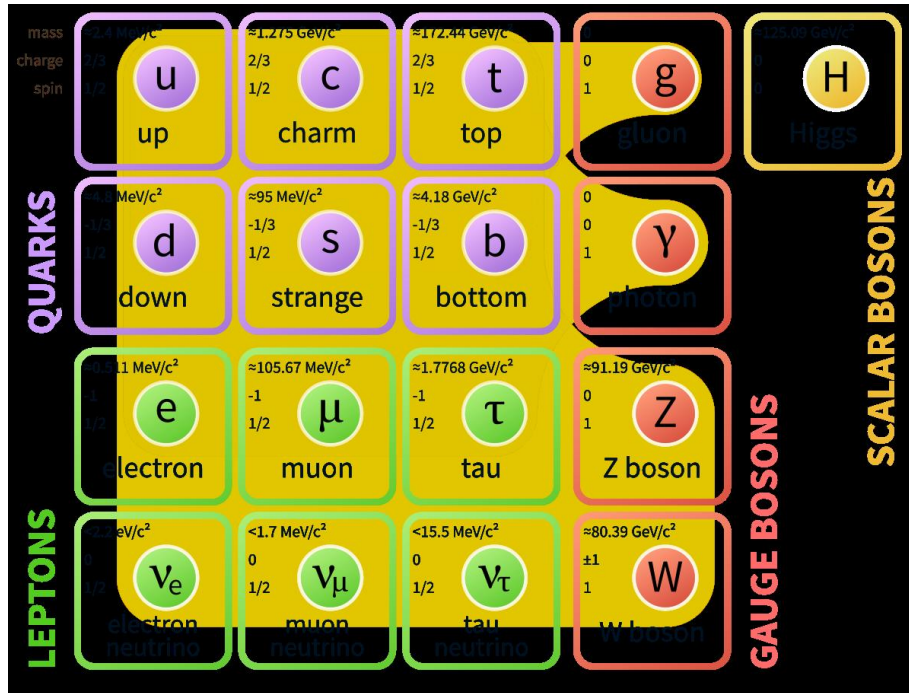 mass
charge
spin
≈2.4 MeV/c²
2/3
1/2
u
up
≈1.275 GeV/c²
2/3
1/2
c
charm
≈172.44 GeV/c²
2/3
1/2
t
top
0
0
1
g
gluon
≈125.09 GeV/c²
0
0
H
Higgs
QUARKS
≈4.8 MeV/c²
-1/3
1/2
d
down
≈95 MeV/c²
-1/3
1/2
s
strange
≈4.18 GeV/c²
-1/3
1/2
b
bottom
0
0
1
γ
photon
SCALAR BOSONS
≈0.511 MeV/c²
-1
1/2
e
electron
≈105.67 MeV/c²
-1
1/2
μ
muon
≈1.7768 GeV/c²
-1
1/2
τ
tau
≈91.19 GeV/c²
0
1
Z
Z boson
GAUGE BOSONS
LEPTONS
<2.2 eV/c²
0
1/2
νe
electron
neutrino
<1.7 MeV/c²
0
1/2
νμ
muon
neutrino
<15.5 MeV/c²
0
1/2
ντ
tau
neutrino
≈80.39 GeV/c²
±1
1
W
W boson